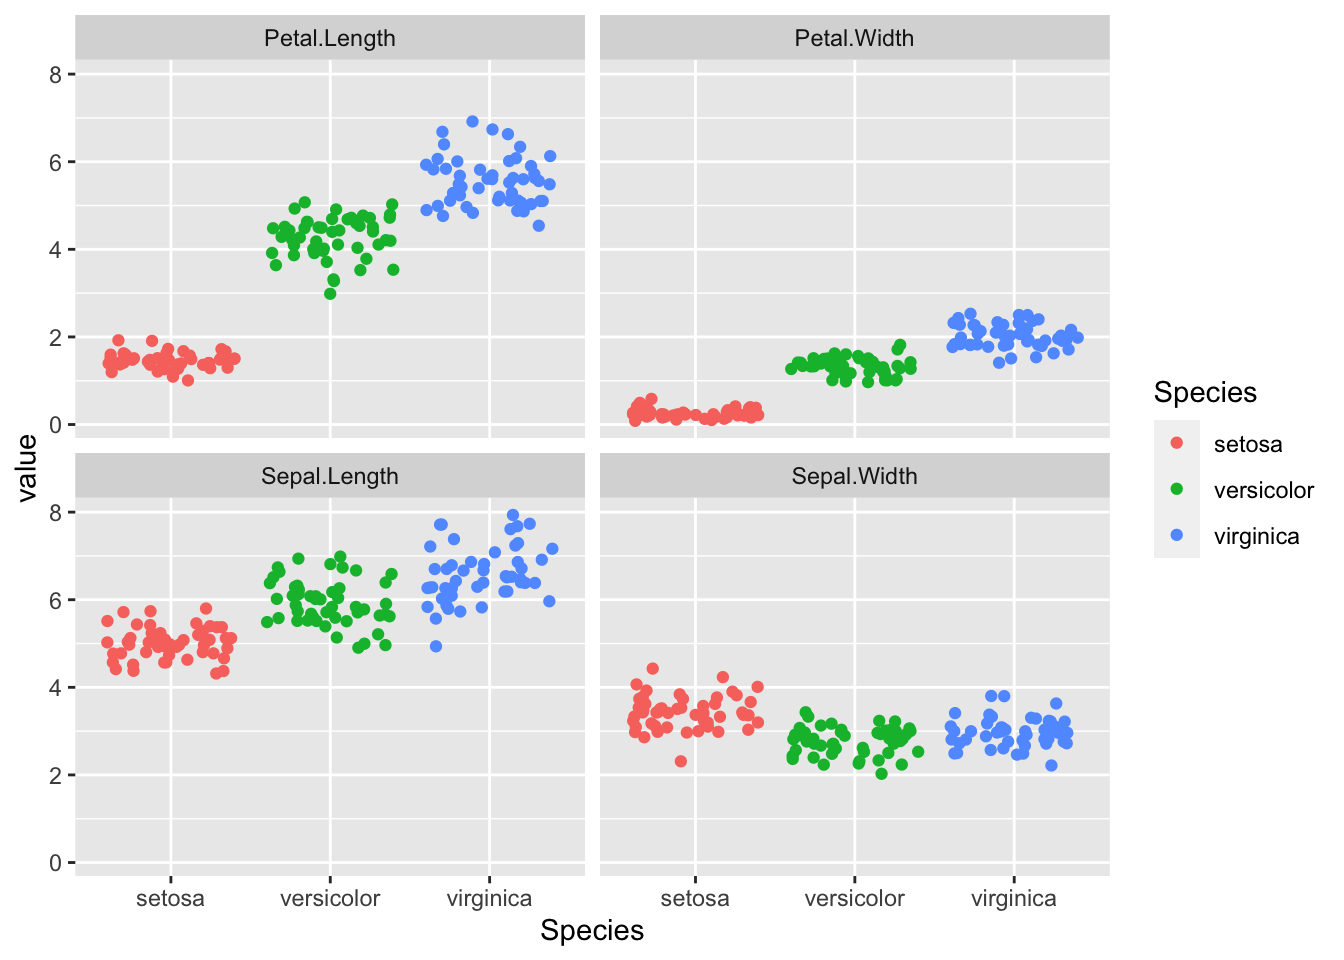 Petal.Length
Petal.Width
8
6
4
2
0
Sepal.Length
Sepal.Width
8
6
4
2
0
setosa
versicolor
virginica
setosa
versicolor
virginica
Species
value
Species
setosa
versicolor
virginica